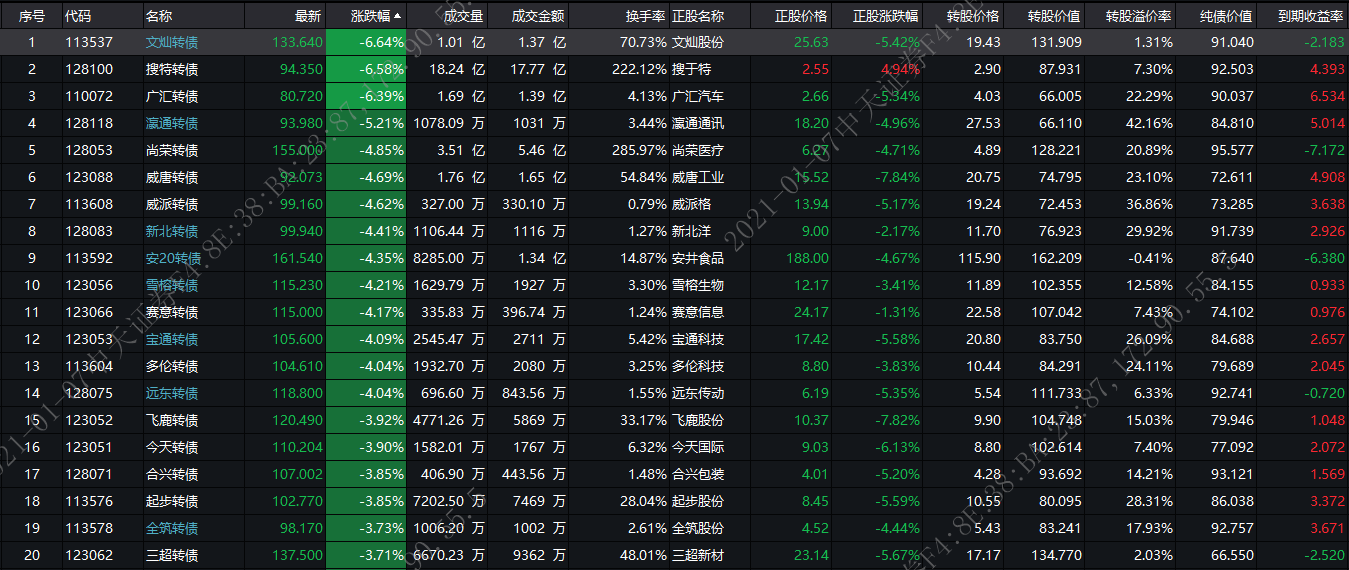 序号 代码 名称 最新 涨跌幅▲ 成交量 成交金额 换手率 正股名称 正股价格 正股涨跌幅 转股价格 转股价值 转股溢价率 纯债价值 到期收益率
1 113537 文灿转债 133.640 -6.64% 1.01 亿 1.37 亿 70.73% 文灿股份 25.63 -5.42% 19.43 131.909 1.31% 91.040 -2.183
2 128100 搜特转债 94.350 -6.58% 18.24 亿 17.77 亿 222.12% 搜于特 2.55 4.94% 2.90 87.931 7.30% 92.503 4.393
3 110072 广汇转债 80.720 -6.39% 1.69 亿 1.39 亿 4.13% 广汇汽车 2.66 -5.34% 4.03 66.005 22.29% 90.037 6.534
4 128118 瀛通转债 93.980 -5.21% 1078.09 万 1031 万 3.44% 瀛通通讯 18.20 -4.96% 27.53 66.110 42.16% 84.810 5.014
5 128053 尚荣转债 155.000 -4.85% 3.51 亿 5.46 亿 285.97% 尚荣医疗 6.27 -4.71% 4.89 128.221 20.89% 95.577 -7.172
6 123088 威唐转债 92.073 -4.69% 1.76 亿 1.65 亿 54.84% 威唐工业 15.52 -7.84% 20.75 74.795 23.10% 72.611 4.908
7 113608 威派转债 99.160 -4.62% 327.00 万 330.10 万 0.79% 威派格 13.94 -5.17% 19.24 72.453 36.86% 73.285 3.638
8 128083 新北转债 99.940 -4.41% 1106.44 万 1116 万 1.27% 新北洋 9.00 -2.17% 11.70 76.923 29.92% 91.739 2.926
9 113592 安20转债 161.540 -4.35% 8285.00 万 1.34 亿 14.87% 安井食品 188.00 -4.67% 115.90 162.209 -0.41% 87.640 -6.380
10 123056 雪榕转债 115.230 -4.21% 1629.79 万 1927 万 3.30% 雪榕生物 12.17 -3.41% 11.89 102.355 12.58% 84.155 0.933
11 123066 赛意转债 115.000 -4.17% 335.83 万 396.74 万 1.24% 赛意信息 24.17 -1.31% 22.58 107.042 7.43% 74.102 0.976
12 123053 宝通转债 105.600 -4.09% 2545.47 万 2711 万 5.42% 宝通科技 17.42 -5.58% 20.80 83.750 26.09% 84.688 2.657
13 113604 多伦转债 104.610 -4.04% 1932.70 万 2080 万 3.25% 多伦科技 8.80 -3.83% 10.44 84.291 24.11% 79.689 2.045
14 128075 远东转债 118.800 -4.04% 696.60 万 843.56 万 1.55% 远东传动 6.19 -5.35% 5.54 111.733 6.33% 92.741 -0.720
15 123052 飞鹿转债 120.490 -3.92% 4771.26 万 5869 万 33.17% 飞鹿股份 10.37 -7.82% 9.90 104.748 15.03% 79.946 1.048
16 123051 今天转债 110.204 -3.90% 1582.01 万 1767 万 6.32% 今天国际 9.03 -6.13% 8.80 102.614 7.40% 77.092 2.072
17 128071 合兴转债 107.002 -3.85% 406.90 万 443.56 万 1.48% 合兴包装 4.01 -5.20% 4.28 93.692 14.21% 93.121 1.569
18 113576 起步转债 102.770 -3.85% 7202.50 万 7469 万 28.04% 起步股份 8.45 -5.59% 10.55 80.095 28.31% 86.038 3.372
19 113578 全筑转债 98.170 -3.73% 1006.20 万 1002 万 2.61% 全筑股份 4.52 -4.44% 5.43 83.241 17.93% 92.757 3.671
20 123062 三超转债 137.500 -3.71% 6670.23 万 9362 万 48.01% 三超新材 23.14 -5.67% 17.17 134.770 2.03% 66.550 -2.520